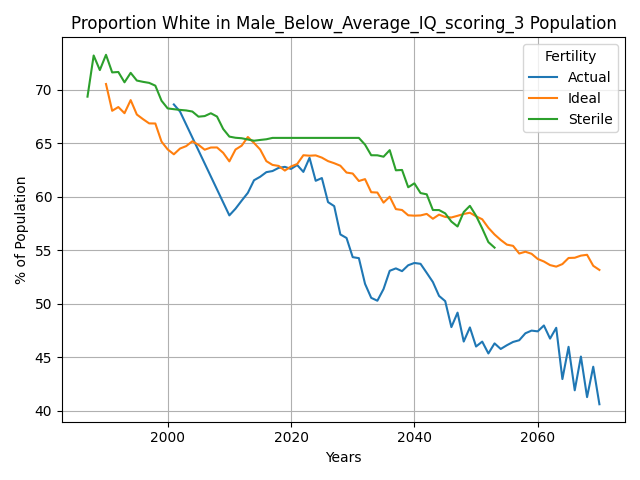 Proportion White in Male_Below_Average_IQ_scoring_3 Population
Fertility
Actual
Ideal
Sterile
% of Population
70
65
60
55
50
45
40
2000
2020
2040
2060
Years